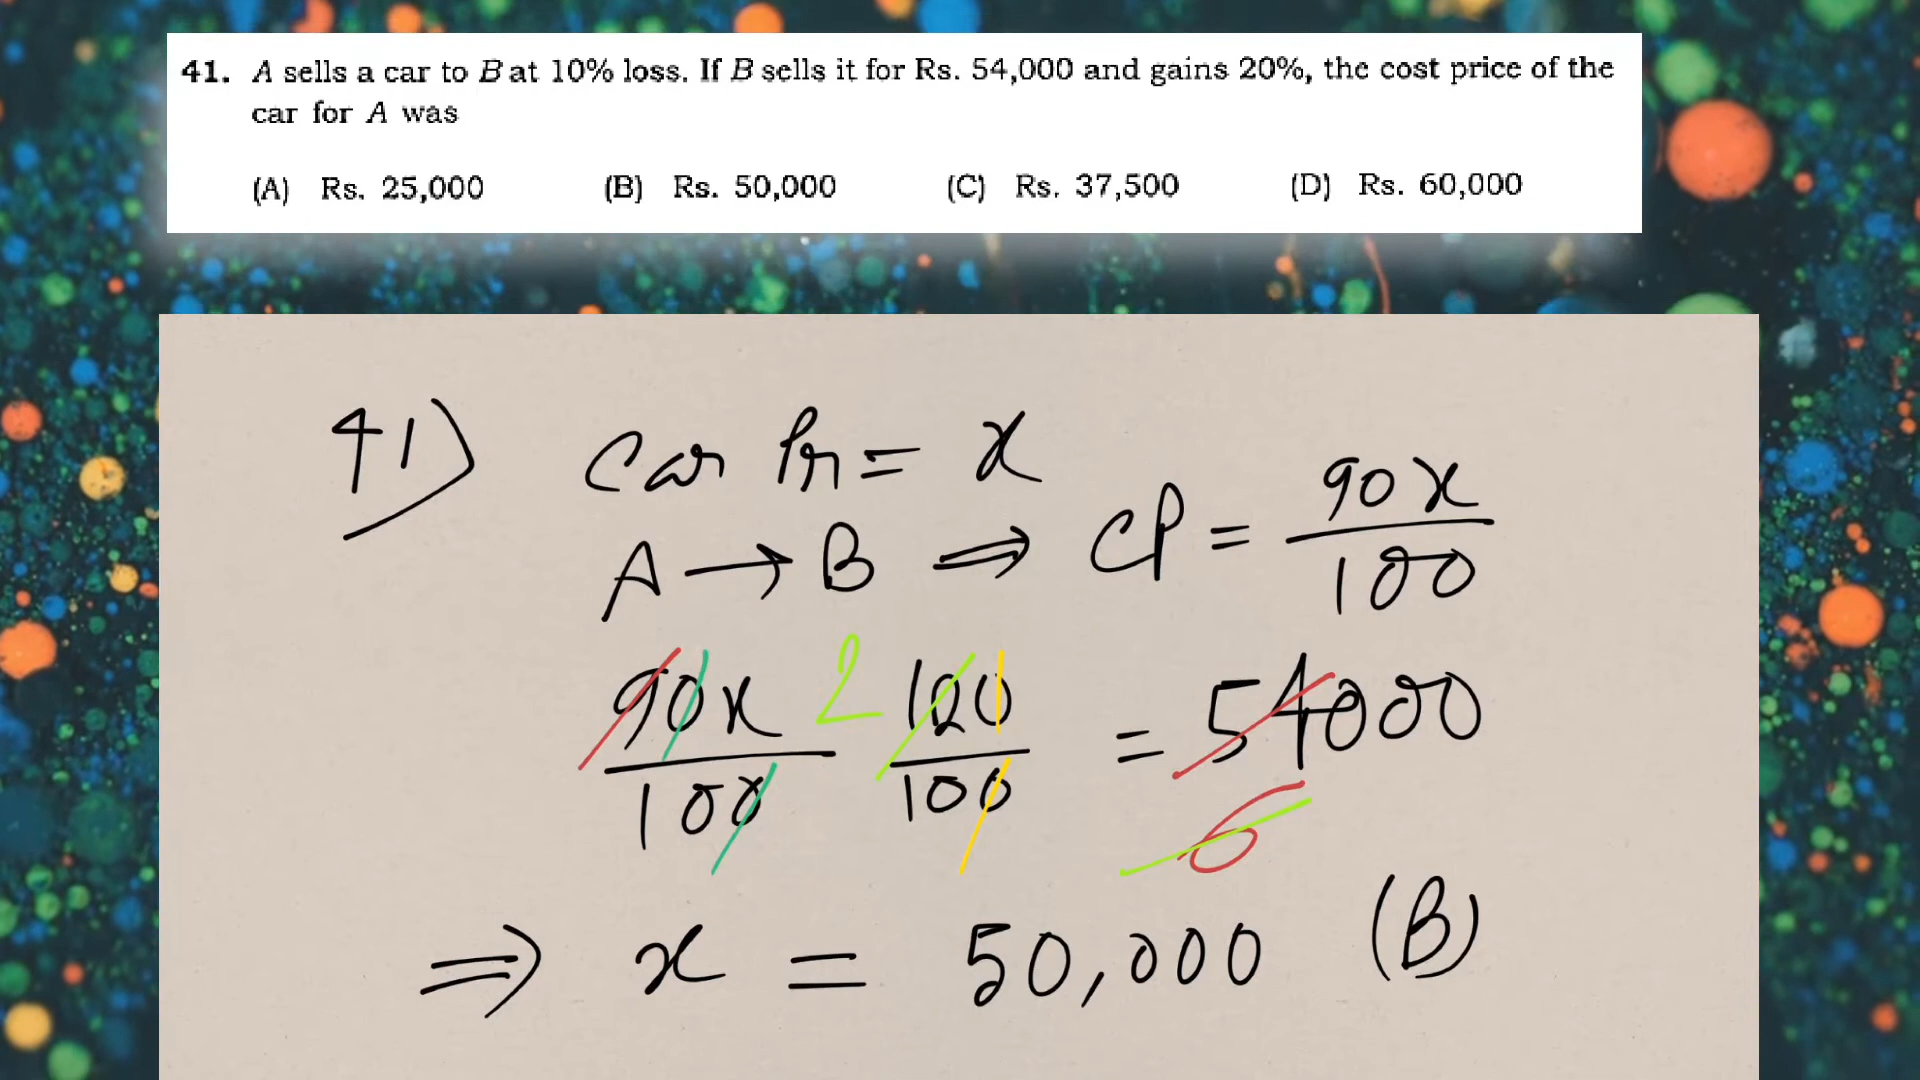 41. A sells a car to B at 10% loss. If B sells it for Rs. 54,000 and gains 20%, the cost price of the
car for A was
(A) Rs. 25,000 (B) Rs. 50,000 (C) Rs. 37,500 (D) Rs. 60,000
41) Car Pr = x
A → B ⇒ CP = 90x/100
90x/100 2 120/100 = 54000
6
⇒ x = 50,000 (B)